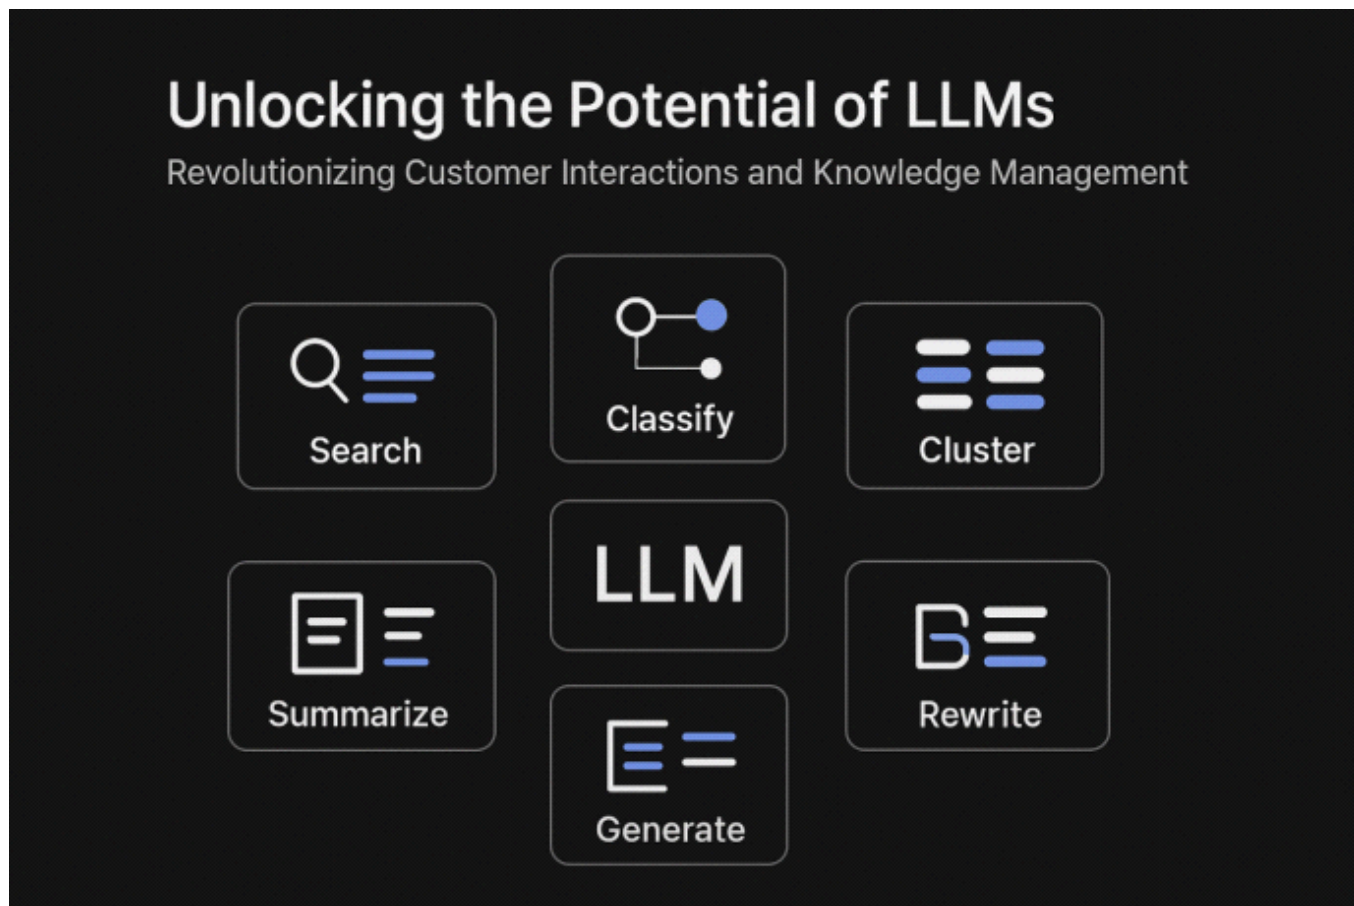 Unlocking the Potential of LLMs
Revolutionizing Customer Interactions and Knowledge Management
Search
Classify
Cluster
LLM
Summarize
Generate
Rewrite